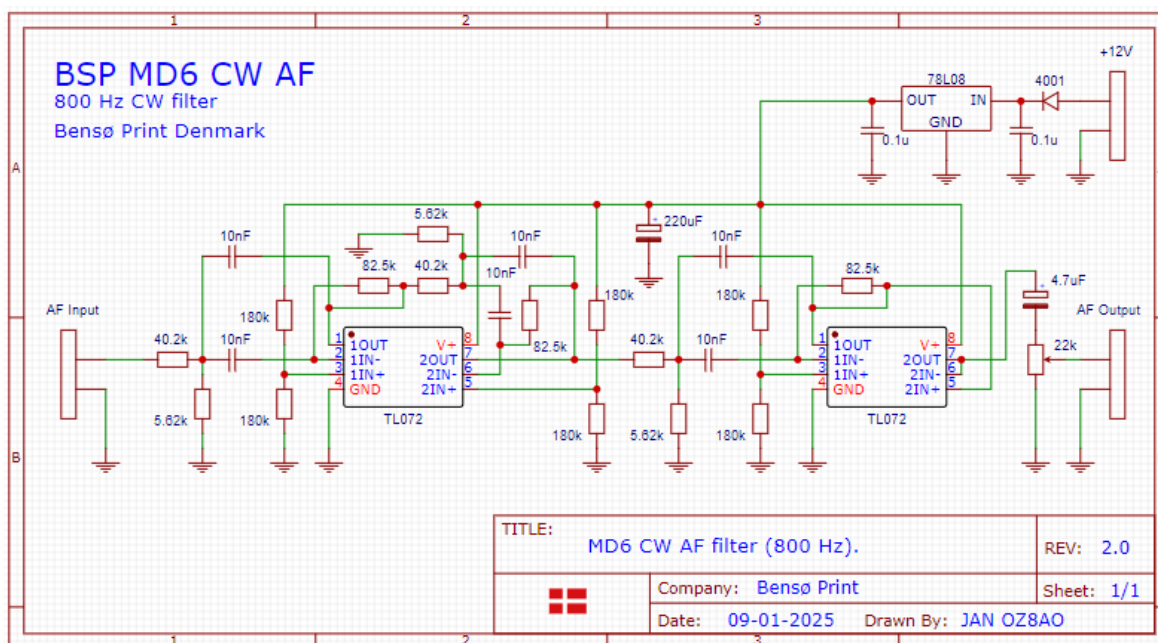 1 2 3
BSP MD6 CW AF
800 Hz CW filter
Bensø Print Denmark
A
B
+12V
78L08
4001
OUT IN
GND
0.1u
0.1u
5.62k
220uF
10nF
10nF
10nF
82.5k
40.2k
10nF
82.5k
180k
180k
180k
4.7uF
AF Input
AF Output
40.2k
10nF
82.5k
40.2k
10nF
22k
1 1OUT V+ 8
2 1IN- 2OUT 7
3 1IN+ 2IN- 6
4 GND 2IN+ 5
TL072
1 1OUT V+ 8
2 1IN- 2OUT 7
3 1IN+ 2IN- 6
4 GND 2IN+ 5
TL072
5.62k
180k
180k
5.62k
180k
TITLE:
MD6 CW AF filter (800 Hz).
REV: 2.0
Company: Bensø Print
Sheet: 1/1
Date: 09-01-2025
Drawn By: JAN OZ8AO
1 2 3